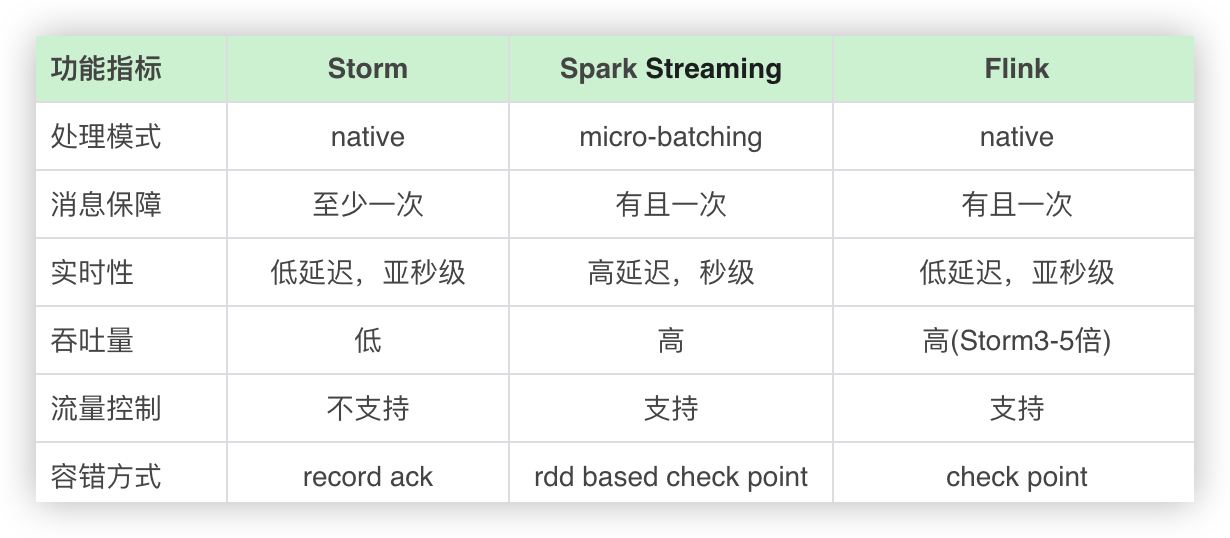 功能指标 Storm Spark Streaming Flink
处理模式 native micro-batching native
消息保障 至少一次 有且一次 有且一次
实时性 低延迟，亚秒级 高延迟，秒级 低延迟，亚秒级
吞吐量 低 高 高(Storm3-5倍)
流量控制 不支持 支持 支持
容错方式 record ack rdd based check point check point